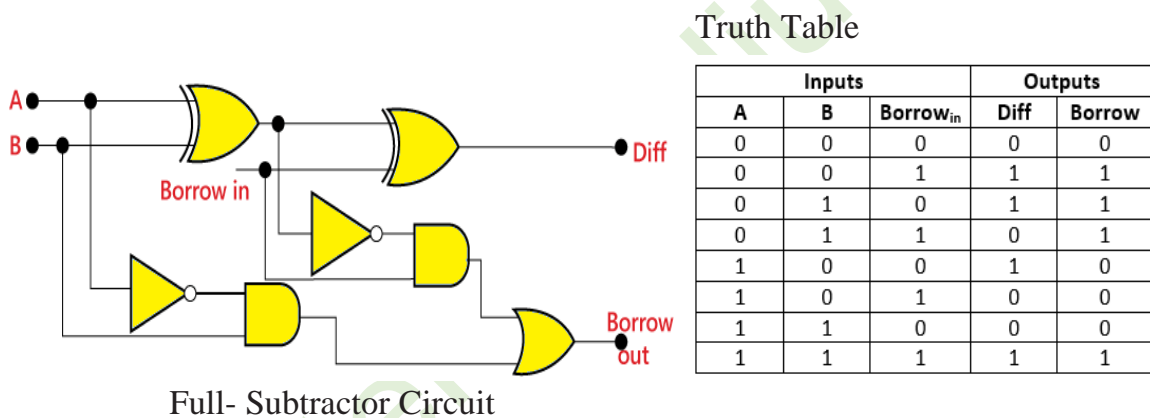 Truth Table
A
B
Borrow in
Diff
Borrow
out
Full- Subtractor Circuit
Inputs Outputs
A B Borrowin Diff Borrow
0 0 0 0 0
0 0 1 1 1
0 1 0 1 1
0 1 1 0 1
1 0 0 1 0
1 0 1 0 0
1 1 0 0 0
1 1 1 1 1